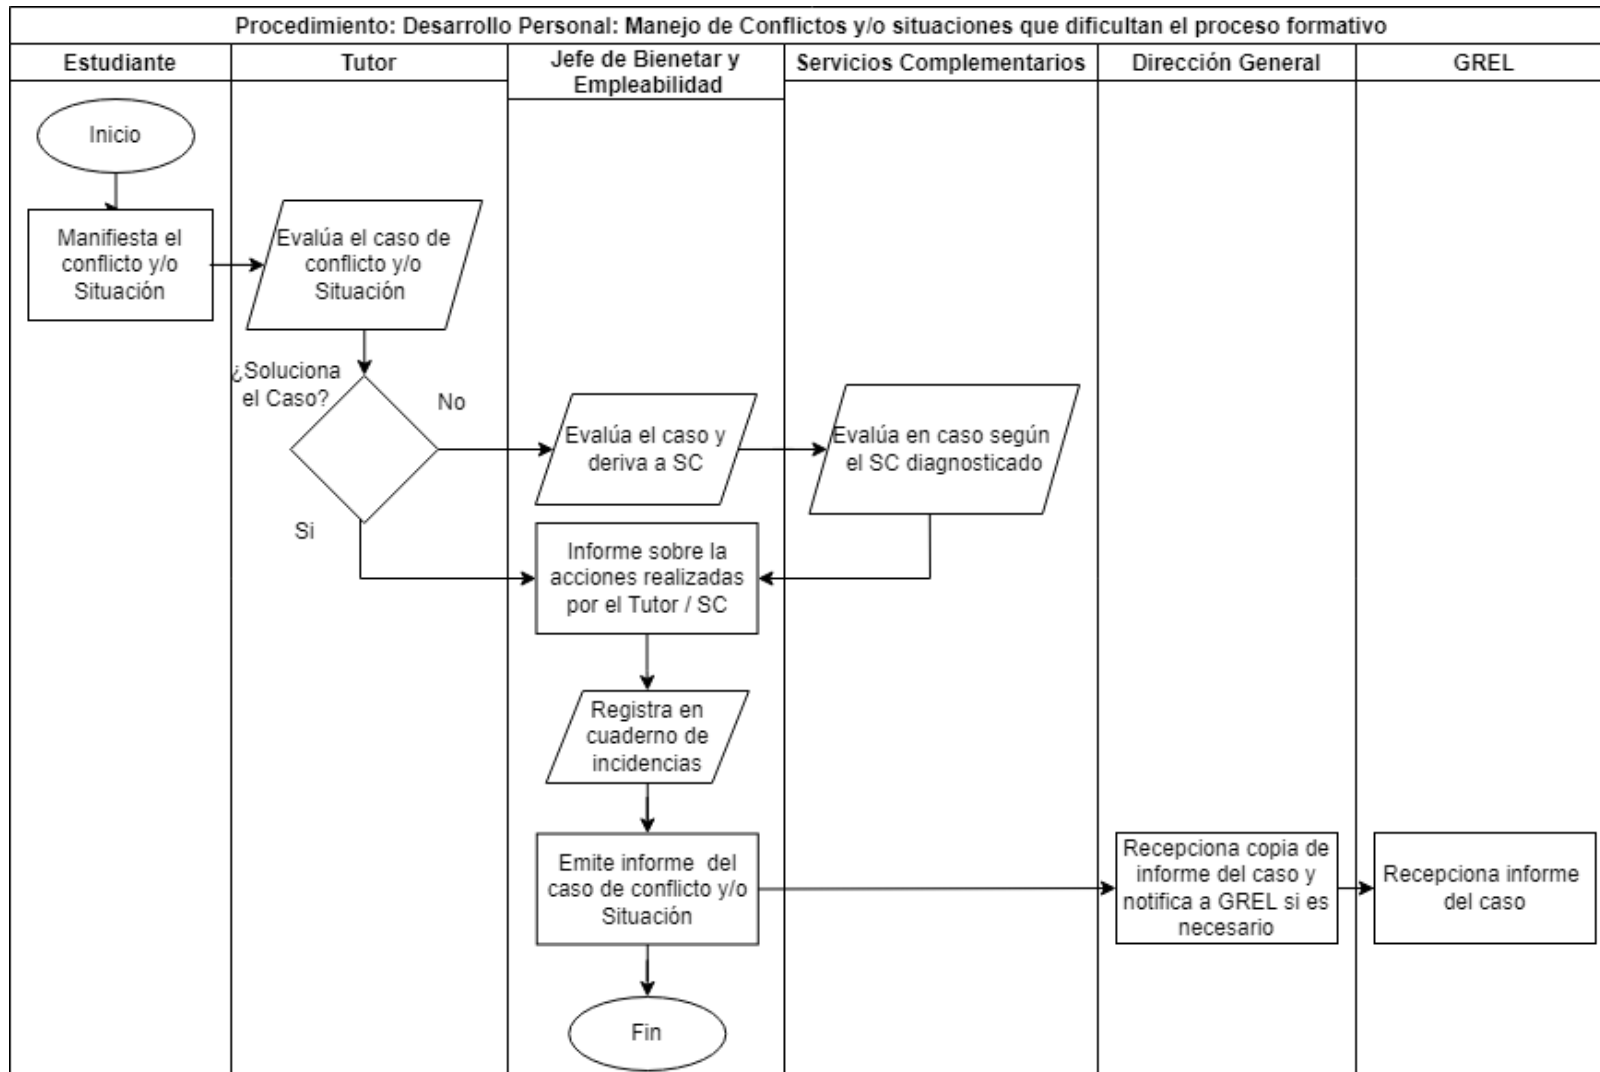 Procedimiento: Desarrollo Personal: Manejo de Conflictos y/o situaciones que dificultan el proceso formativo
Estudiante
Tutor
Jefe de Bienetar y
Empleabilidad
Servicios Complementarios
Dirección General
GREL
Inicio
Manifiesta el
conflicto y/o
Situación
Evalúa el caso de
conflicto y/o
Situación
¿Soluciona
el Caso?
No
Si
Evalúa el caso y
deriva a SC
Evalúa en caso según
el SC diagnosticado
Informe sobre la
acciones realizadas
por el Tutor / SC
Registra en
cuaderno de
incidencias
Emite informe del
caso de conflicto y/o
Situación
Recepciona copia de
informe del caso y
notifica a GREL si es
necesario
Recepciona informe
del caso
Fin